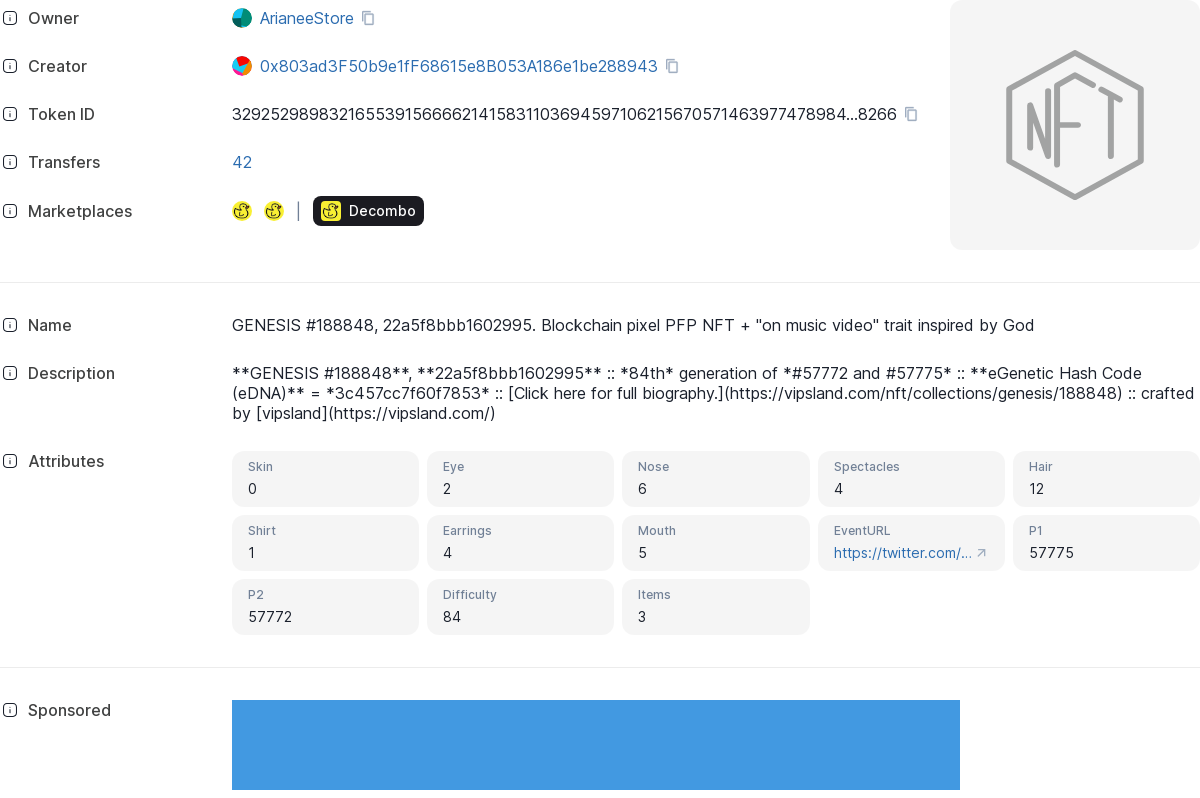 Owner
ArianeeStore
Creator
0x803ad3F50b9e1fF68615e8B053A186e1be288943
Token ID
32925298983216553915666621415831103694597106215670571463977478984...8266
Transfers
42
Marketplaces
| Decombo
NFT
Name
GENESIS #188848, 22a5f8bbb1602995. Blockchain pixel PFP NFT + "on music video" trait inspired by God
Description
**GENESIS #188848**, **22a5f8bbb1602995** :: *84th* generation of *#57772 and #57775* :: **eGenetic Hash Code
(eDNA)** = *3c457cc7f60f7853* :: [Click here for full biography.](https://vipsland.com/nft/collections/genesis/188848) :: crafted
by [vipsland](https://vipsland.com/)
Attributes
Skin
0
Eye
2
Nose
6
Spectacles
4
Hair
12
Shirt
1
Earrings
4
Mouth
5
EventURL
https://twitter.com/...
P1
57775
P2
57772
Difficulty
84
Items
3
Sponsored